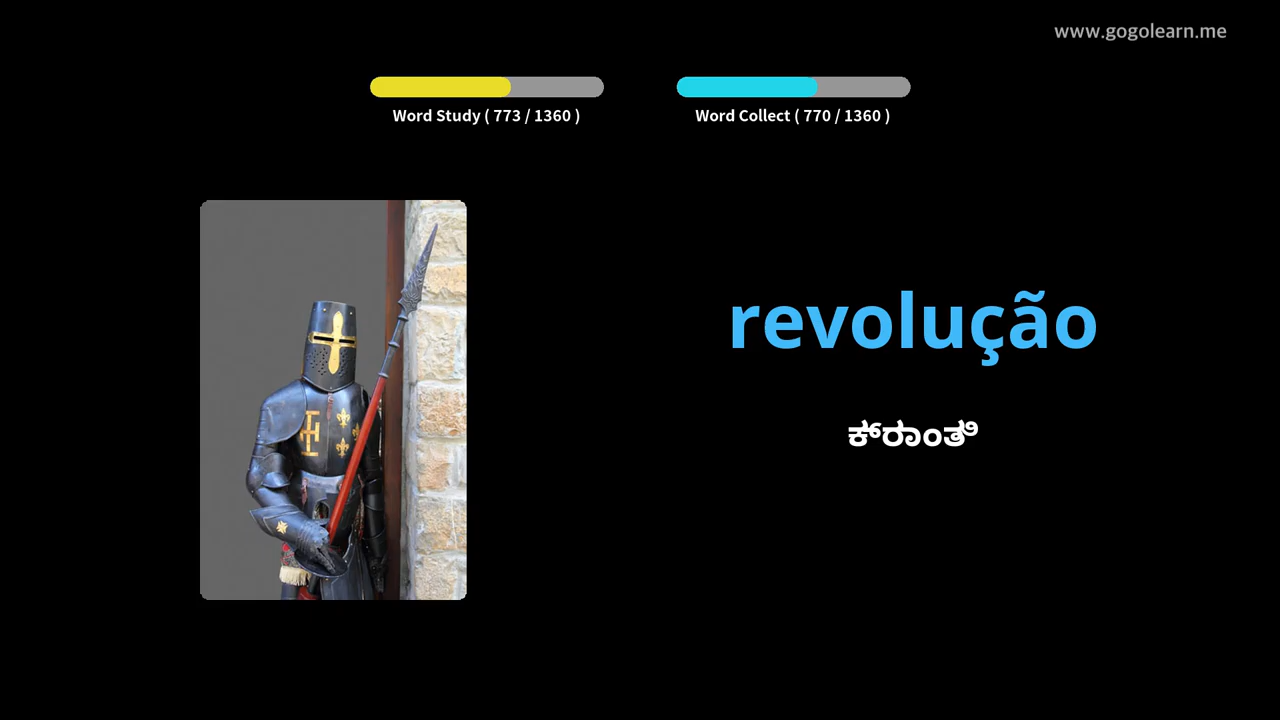 www.gogolearn.me
Word Study ( 773 / 1360 )
Word Collect ( 770 / 1360 )
revolução
ಕ್ರಾಂತಿ